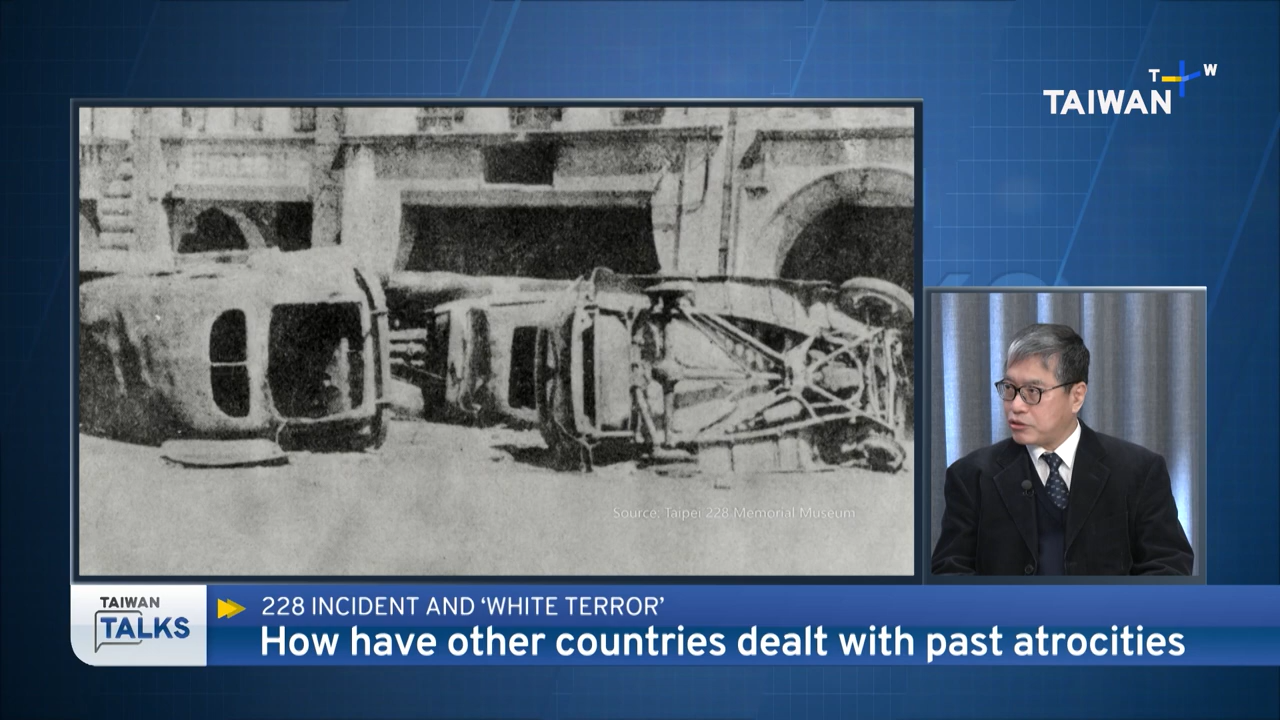 T W
TAIWAN
Source, Taipei 228 Memorial Museum
TAIWAN
TALKS
228 INCIDENT AND ‘WHITE TERROR’
How have other countries dealt with past atrocities